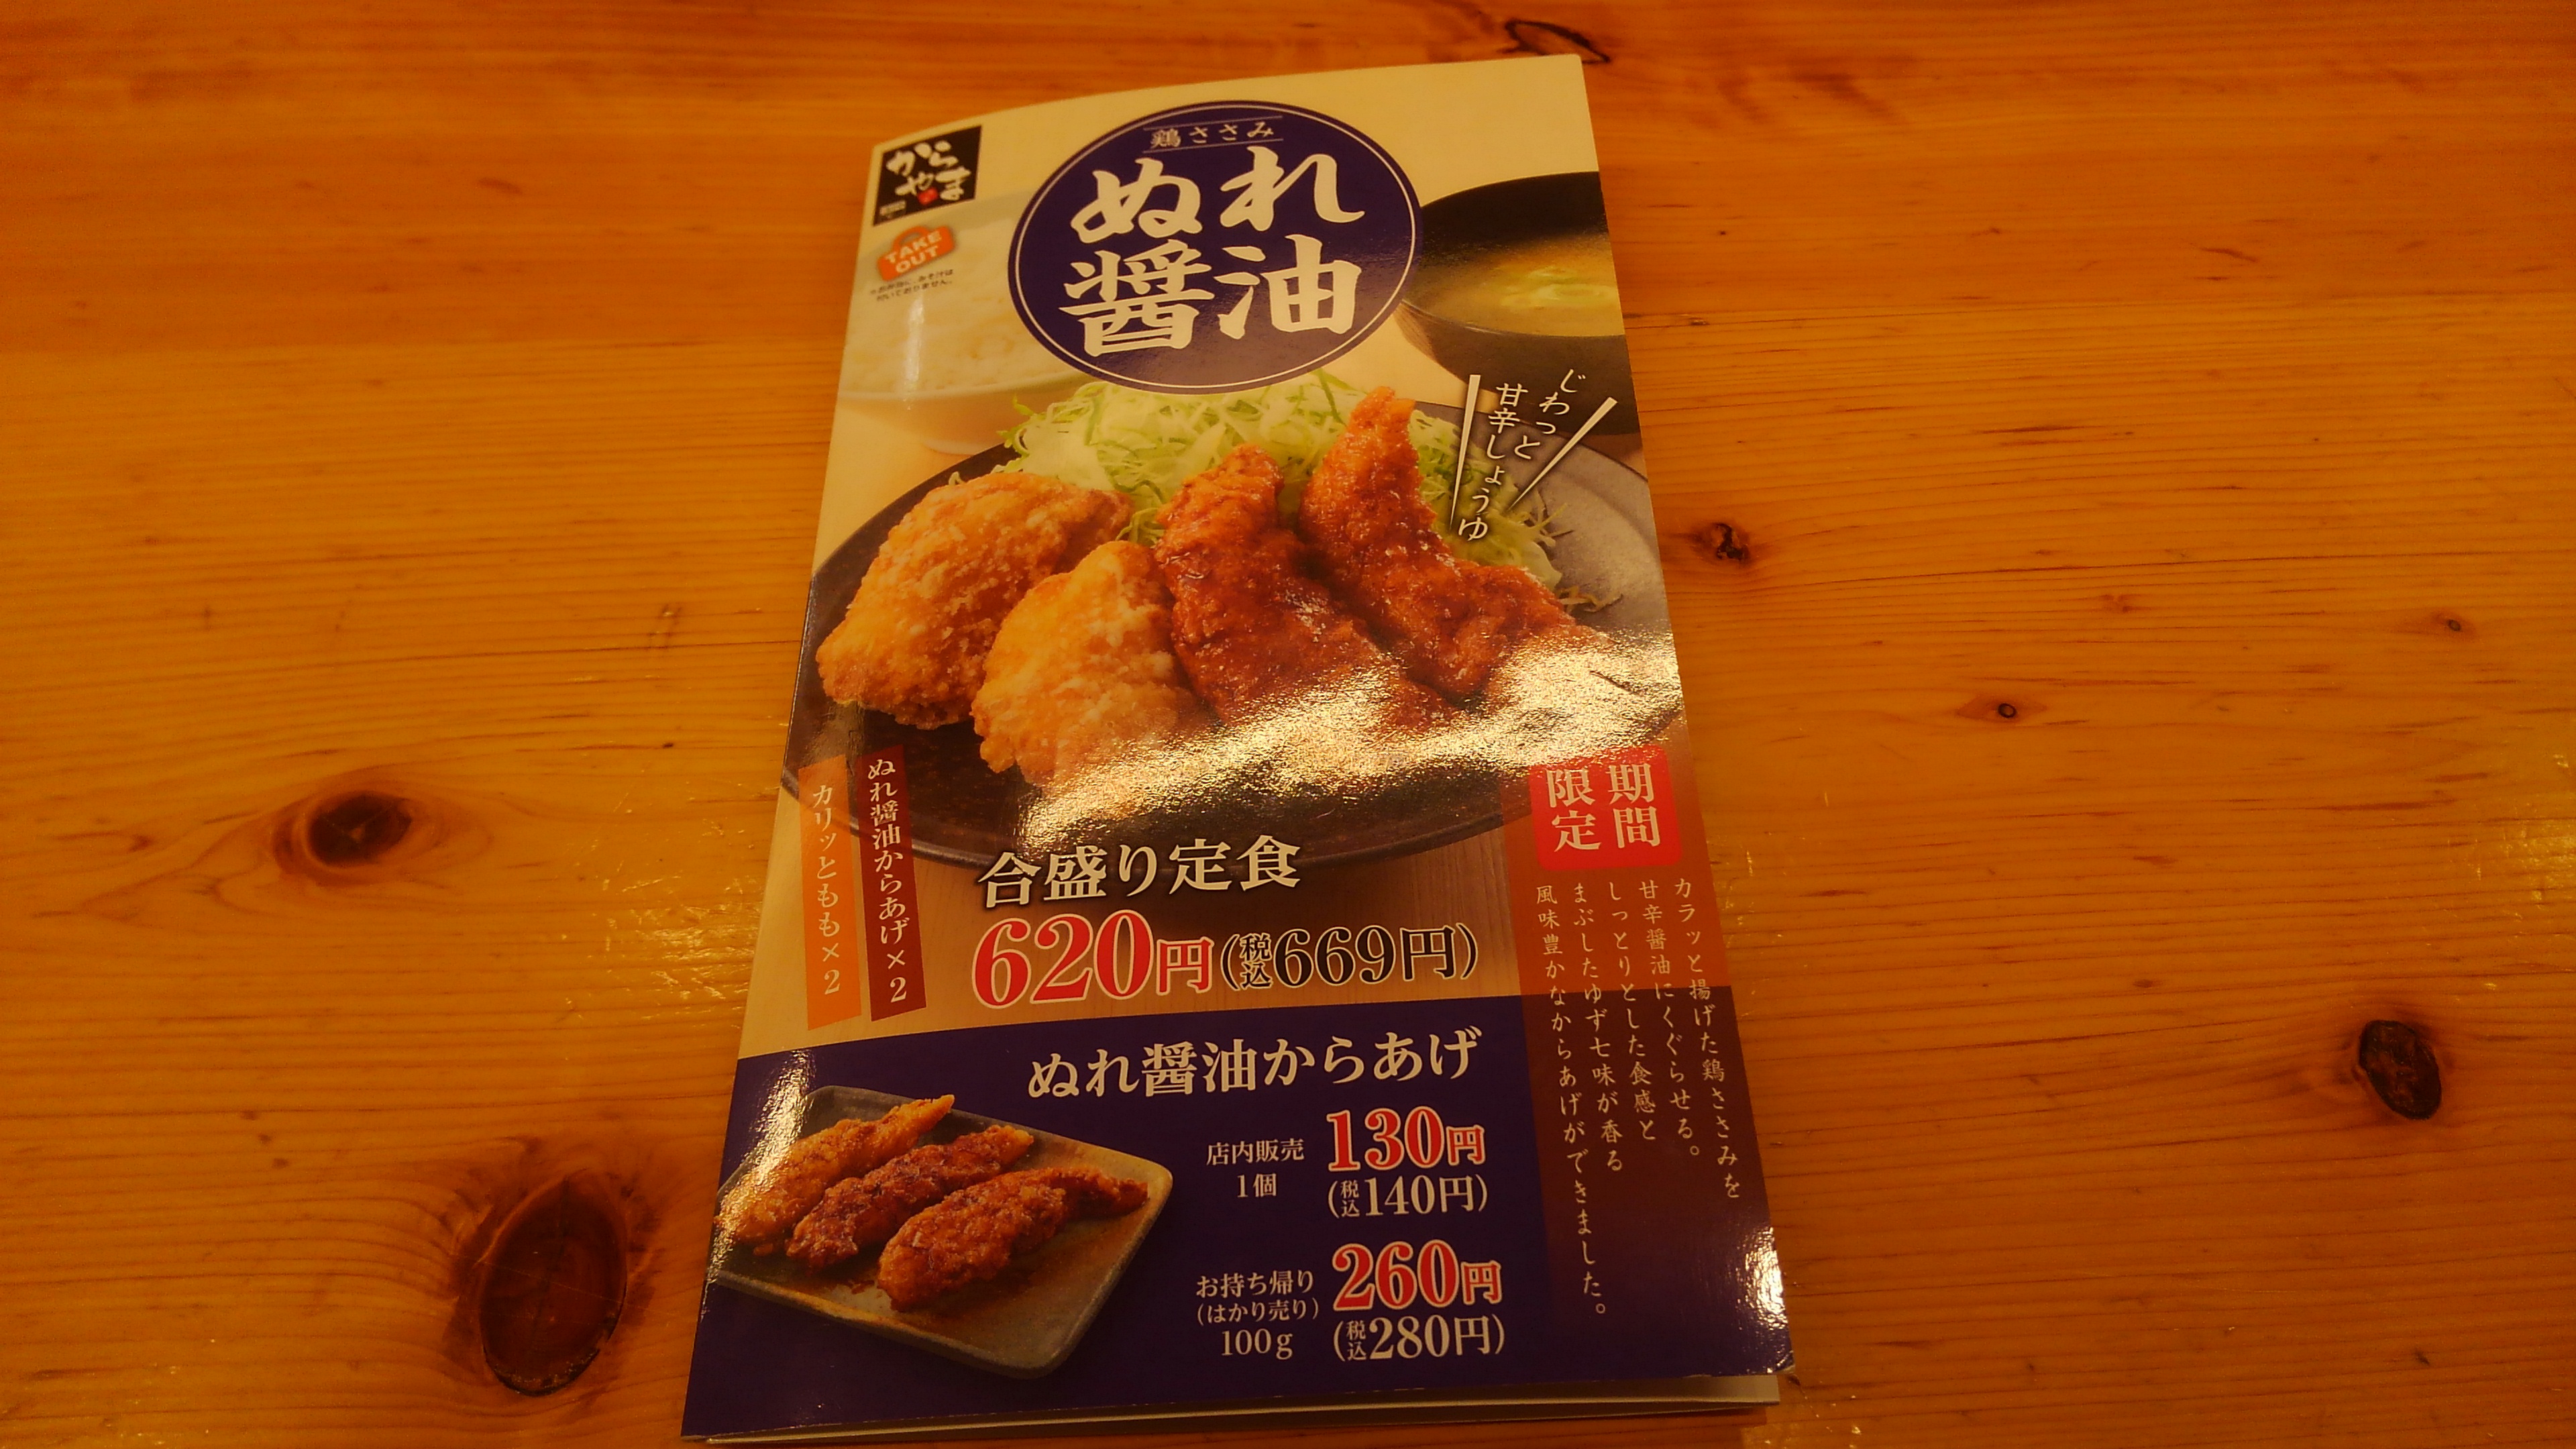 からやま
TAKE
OUT
付いておりません。
鶏ささみ
ぬれ
醤油
じわっと
甘辛しょうゆ
ぬれ醤油からあげ×2
カリッともも×2
合盛り定食
620円(税込669円)
期間
限定
カラッと揚げた鶏ささみを
甘辛醤油にくぐらせる。
しっとりとした食感と
まぶしたゆず七味が香る
風味豊かなからあげができました。
ぬれ醤油からあげ
店内販売
1個
130円
(税込140円)
お持ち帰り
(はかり売り)
100g
260円
(税込280円)